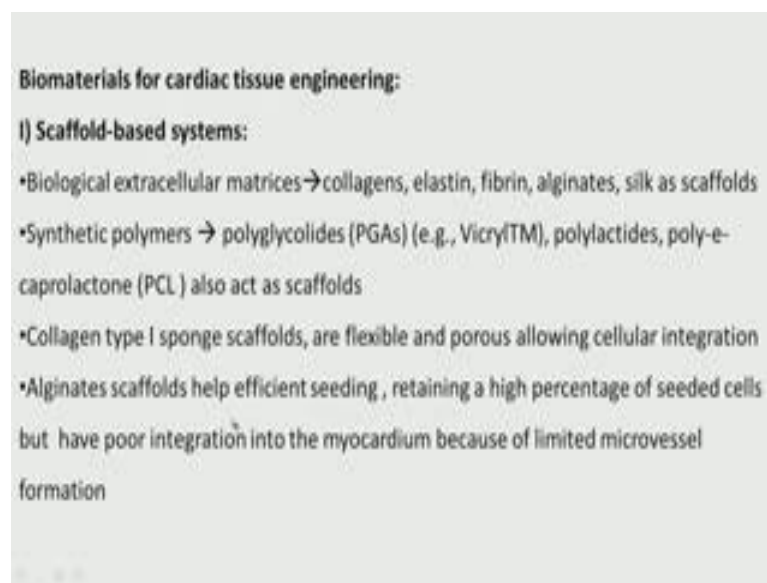 Biomaterials for cardiac tissue engineering:
I) Scaffold-based systems:
•Biological extracellular matrices→collagens, elastin, fibrin, alginates, silk as scaffolds
•Synthetic polymers → polyglycolides (PGAs) (e.g., VicrylTM), polylactides, poly-e-
caprolactone (PCL ) also act as scaffolds
•Collagen type I sponge scaffolds, are flexible and porous allowing cellular integration
•Alginates scaffolds help efficient seeding , retaining a high percentage of seeded cells
but have poor integration into the myocardium because of limited microvessel
formation